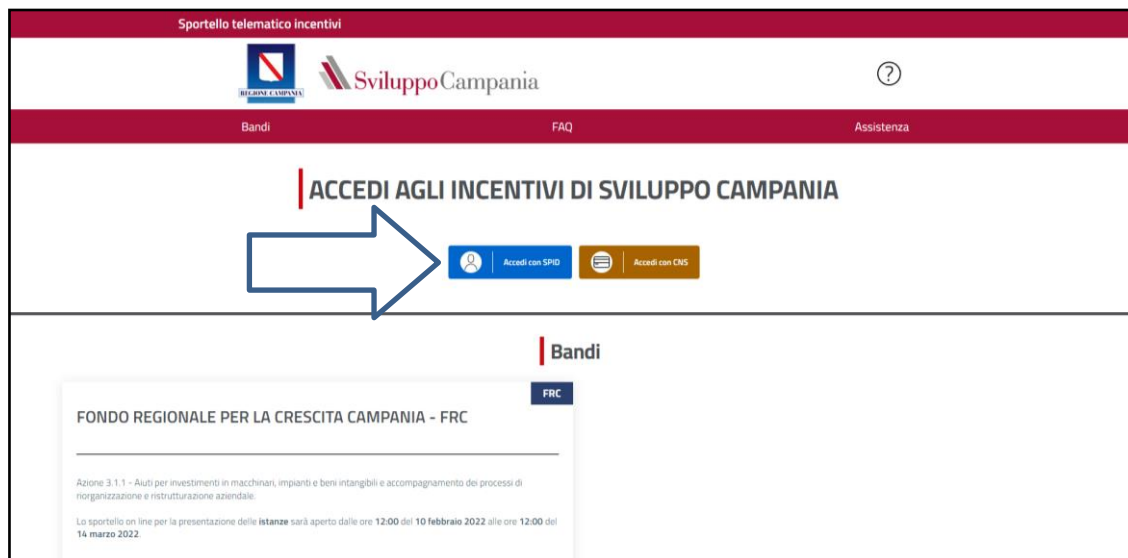 Sportello telematico incentivi
REGIONE CAMPANIA
SviluppoCampania
?
Bandi FAQ Assistenza
ACCEDI AGLI INCENTIVI DI SVILUPPO CAMPANIA
Accedi con SPID Accedi con CNS
Bandi
FRC
FONDO REGIONALE PER LA CRESCITA CAMPANIA - FRC
Azione 3.1.1 - Aiuti per investimenti in macchinari, impianti e beni intangibili e accompagnamento dei processi di
riorganizzazione e ristrutturazione aziendale.
Lo sportello on line per la presentazione delle istanze sarà aperto dalle ore 12:00 del 10 febbraio 2022 alle ore 12:00 del
14 marzo 2022.